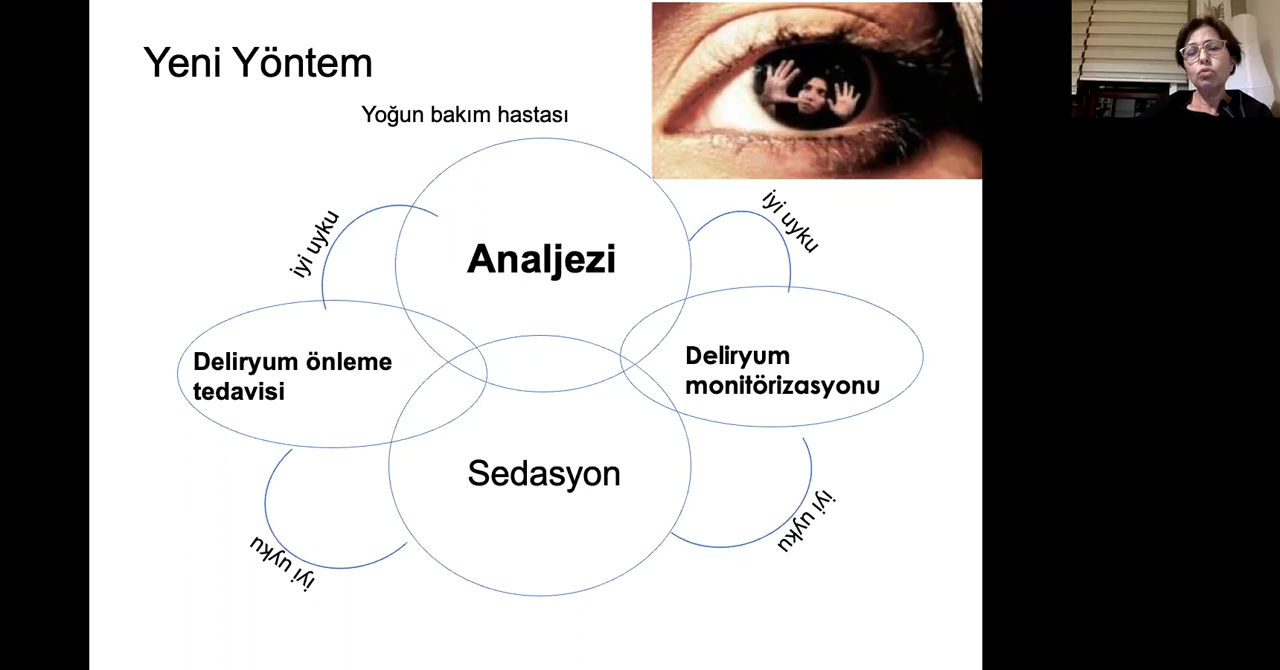 Yeni Yöntem
Yoğun bakım hastası
iyi uyku
iyi uyku
Analjezi
Deliryum önleme
tedavisi
Deliryum
monitörizasyonu
Sedasyon
iyi uyku
iyi uyku